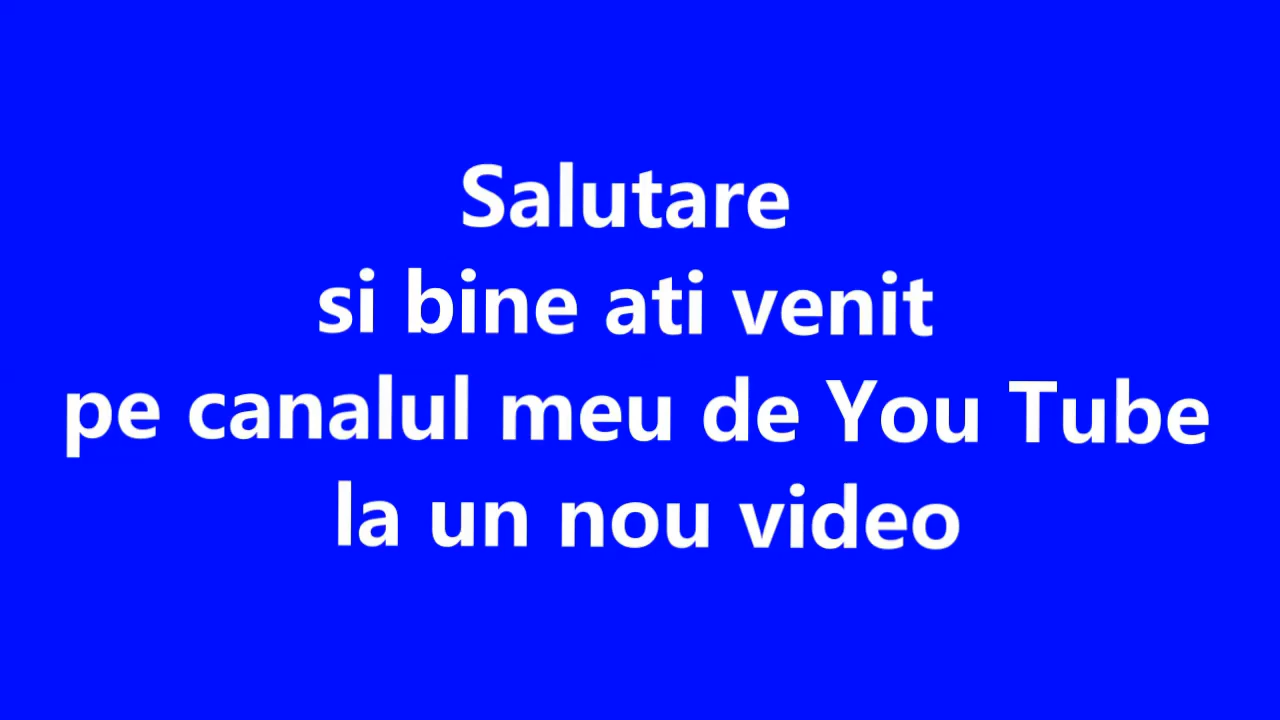 Salutare
si bine ati venit
pe canalul meu de You Tube
la un nou video